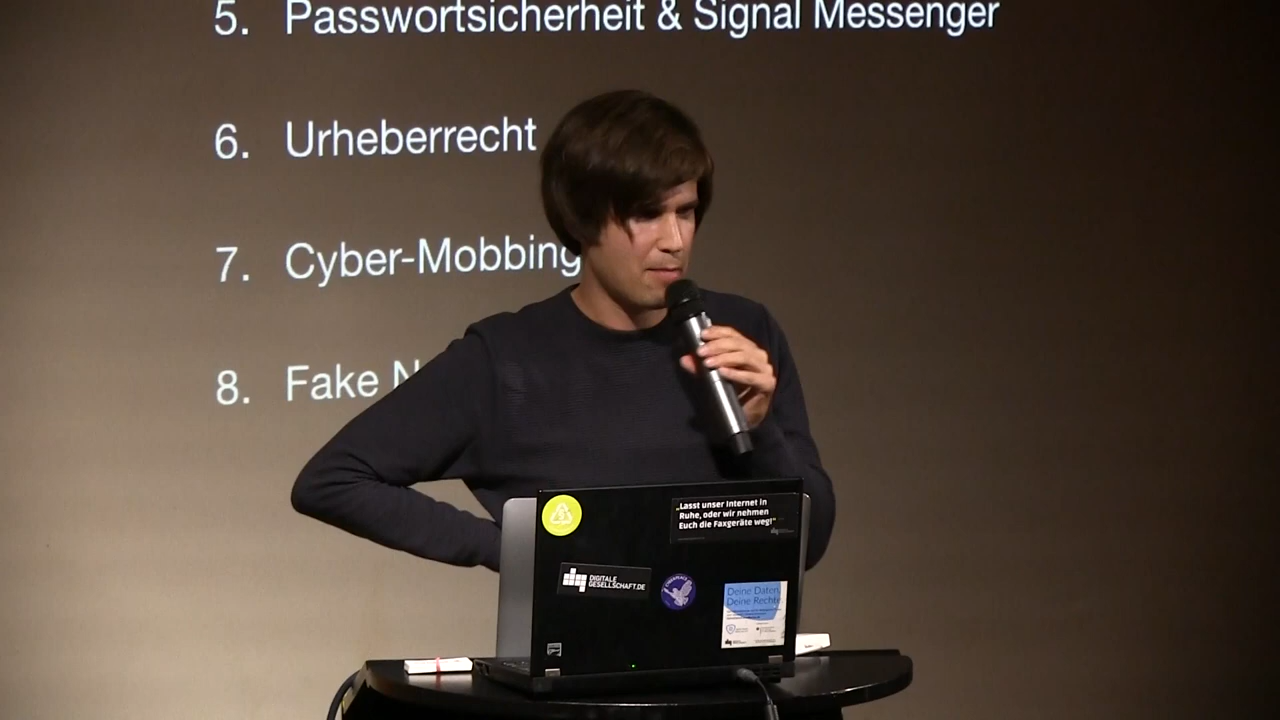 5. Passwortsicherheit & Signal Messenger
6. Urheberrecht
7. Cyber-Mobbing
8. Fake
„Lasst unser Internet in
Ruhe, oder wir nehmen
Euch die Faxgeräte weg!“
DIGITALE
GESELLSCHAFT.DE
CYBERPEACE
Deine Daten,
Deine Rechte